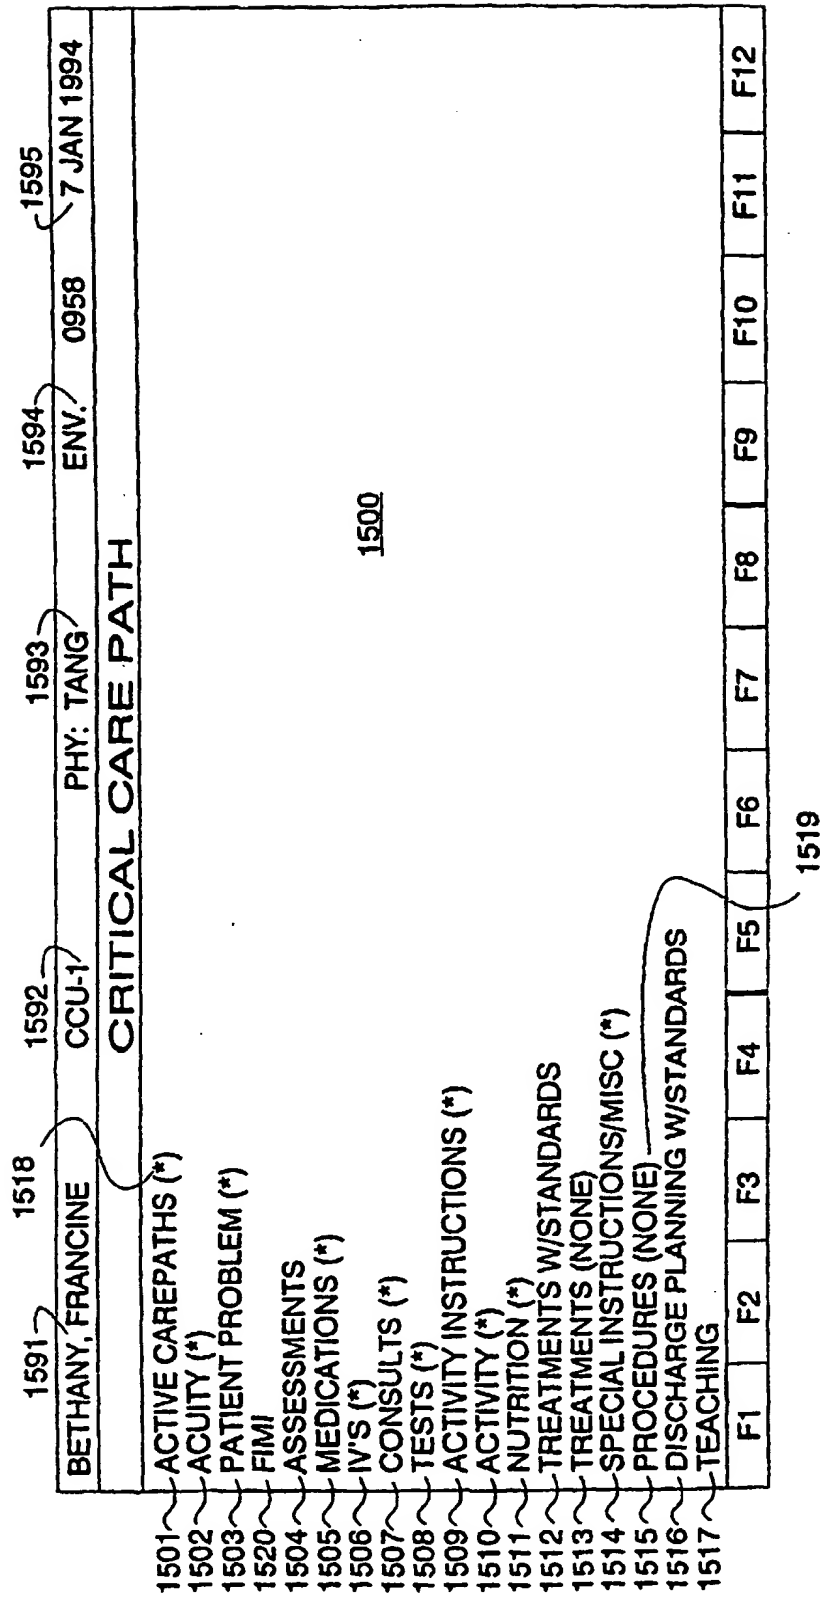 1591 1518 1592 1593 1594 1595
BETHANY, FRANCINE CCU-1 PHY: TANG ENV. 0958 7 JAN 1994
CRITICAL CARE PATH
1501 ACTIVE CAREPATHS (*)
1502 ACUITY (*)
1503 PATIENT PROBLEM (*)
1520 FIMI
1504 ASSESSMENTS
1505 MEDICATIONS (*)
1506 IV'S (*)
1507 CONSULTS (*)
1508 TESTS (*)
1509 ACTIVITY INSTRUCTIONS (*)
1510 ACTIVITY (*)
1511 NUTRITION (*)
1512 TREATMENTS W/STANDARDS
1513 TREATMENTS (NONE)
1514 SPECIAL INSTRUCTIONS/MISC (*)
1515 PROCEDURES (NONE)
1516 DISCHARGE PLANNING W/STANDARDS
1517 TEACHING
1500
F1 F2 F3 F4 F5 F6 F7 F8 F9 F10 F11 F12
1519